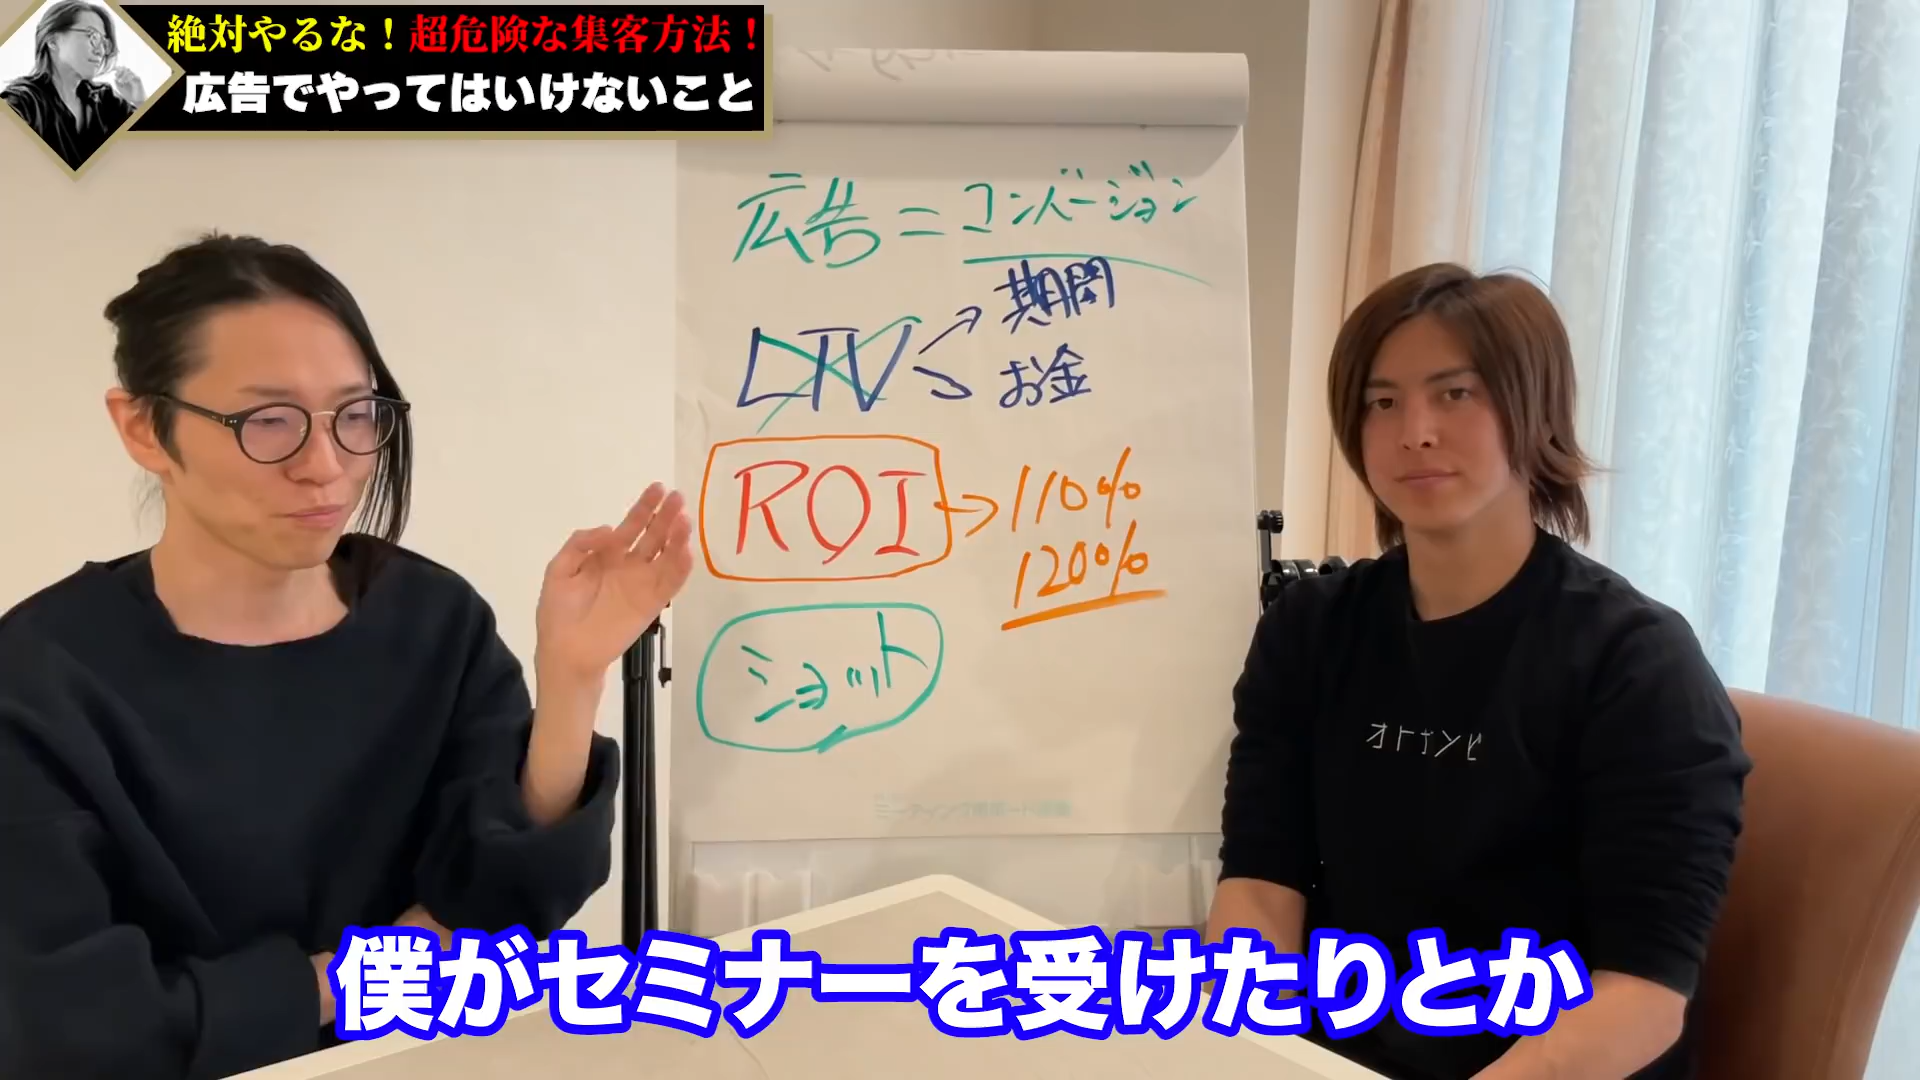 絶対やるな！超危険な集客方法！
広告でやってはいけないこと
広告＝コンバージョン
期間
LTV
お金
ROI → 110%
120%
ショット
オトナンピ
僕がセミナーを受けたりとか